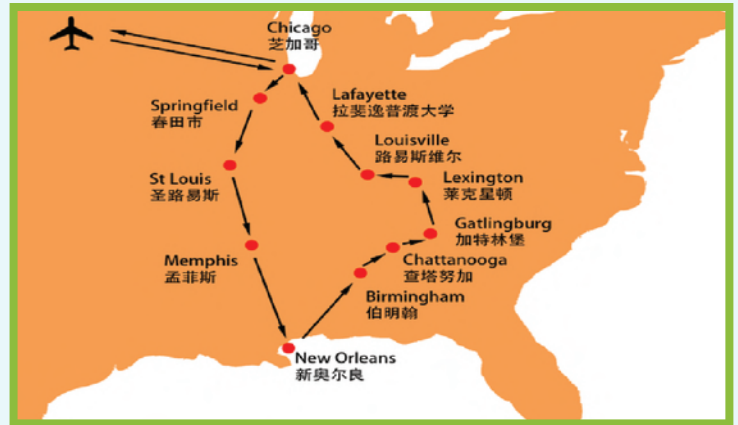 Chicago
芝加哥
Lafayette
拉斐逸普渡大学
Springfield
春田市
Louisville
路易斯维尔
St Louis
圣路易斯
Lexington
莱克星顿
Gatlingburg
加特林堡
Memphis
孟菲斯
Chattanooga
查塔努加
Birmingham
伯明翰
New Orleans
新奥尔良